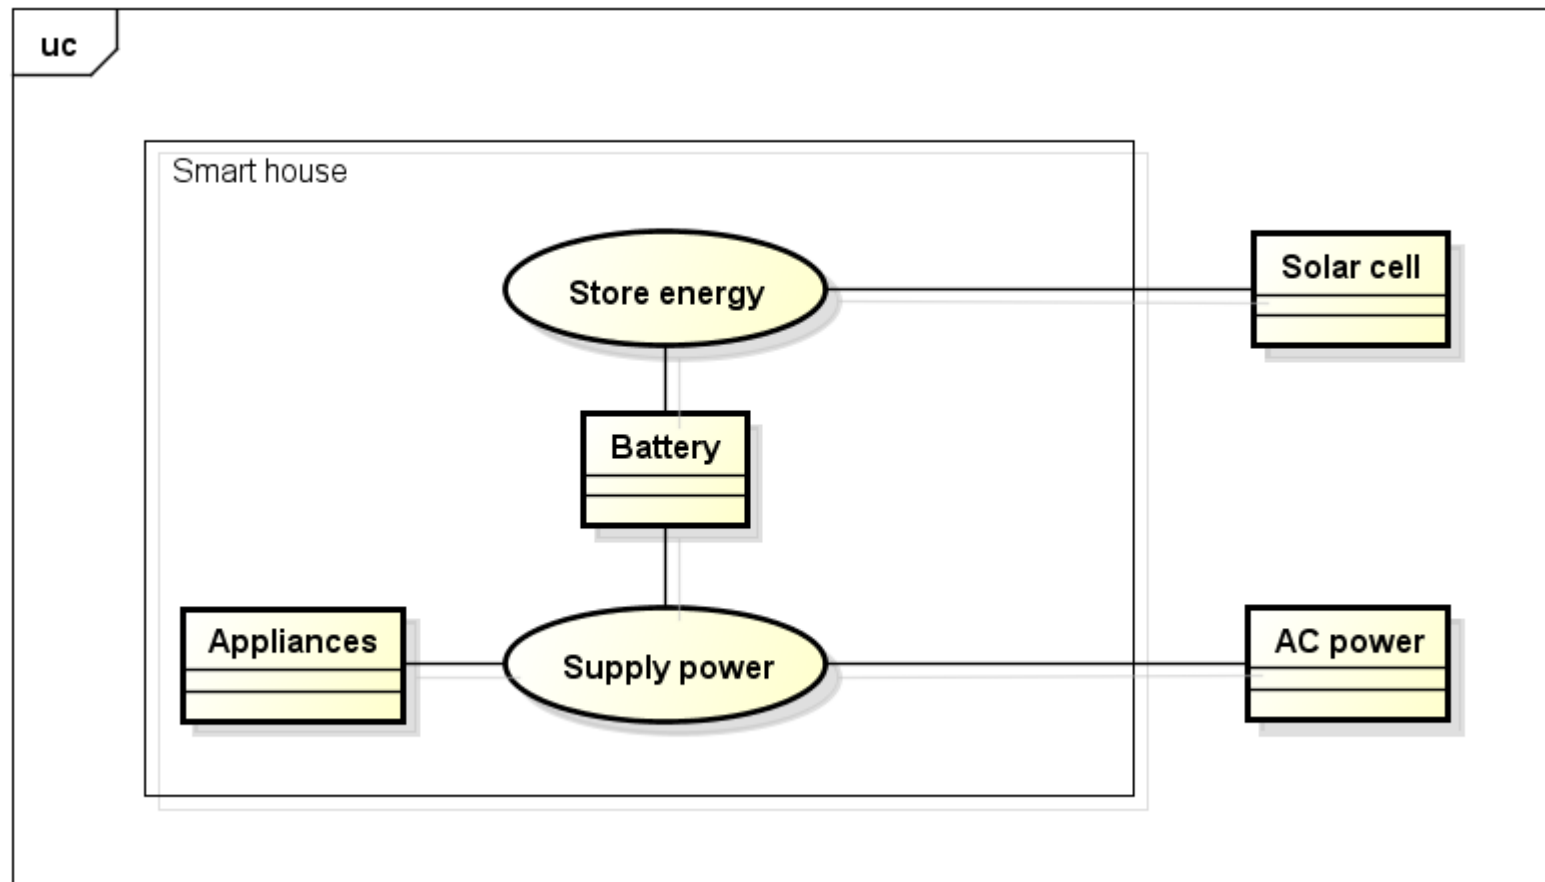 uc
Smart house
Store energy
Solar cell
Battery
Appliances
Supply power
AC power